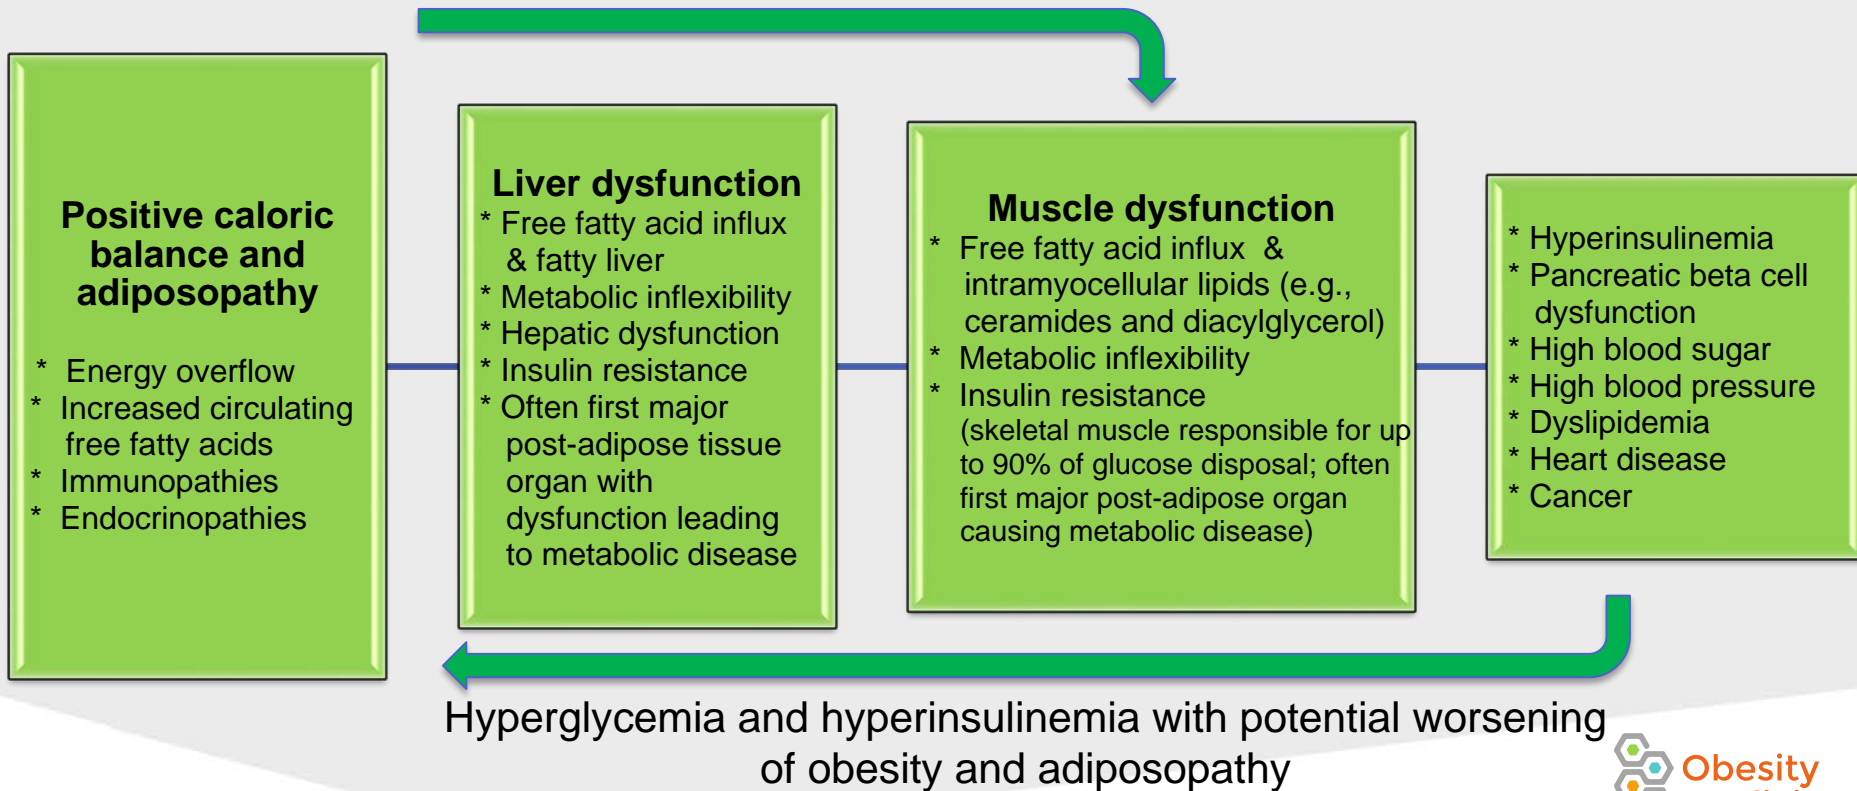 Positive caloric
balance and
adiposopathy
* Energy overflow
* Increased circulating
free fatty acids
* Immunopathies
* Endocrinopathies
Liver dysfunction
* Free fatty acid influx
& fatty liver
* Metabolic inflexibility
* Hepatic dysfunction
* Insulin resistance
* Often first major
post-adipose tissue
organ with
dysfunction leading
to metabolic disease
Muscle dysfunction
* Free fatty acid influx &
intramyocellular lipids (e.g.,
ceramides and diacylglycerol)
* Metabolic inflexibility
* Insulin resistance
(skeletal muscle responsible for up
to 90% of glucose disposal; often
first major post-adipose organ
causing metabolic disease)
* Hyperinsulinemia
* Pancreatic beta cell
dysfunction
* High blood sugar
* High blood pressure
* Dyslipidemia
* Heart disease
* Cancer
Hyperglycemia and hyperinsulinemia with potential worsening
of obesity and adiposopathy
Obesity